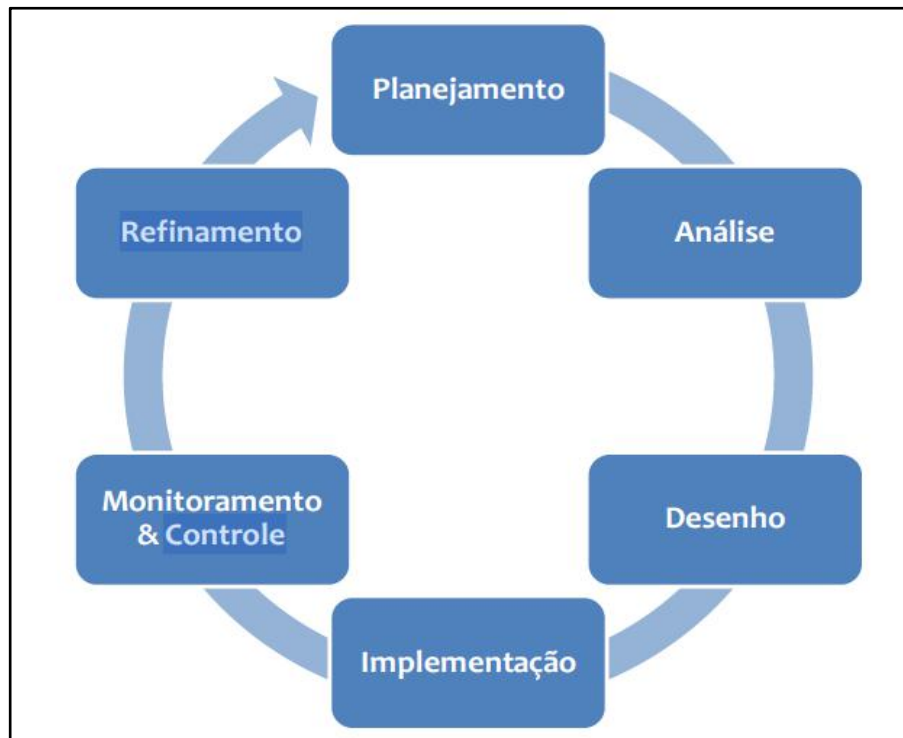 Planejamento
Análise
Desenho
Implementação
Monitoramento
& Controle
Refinamento